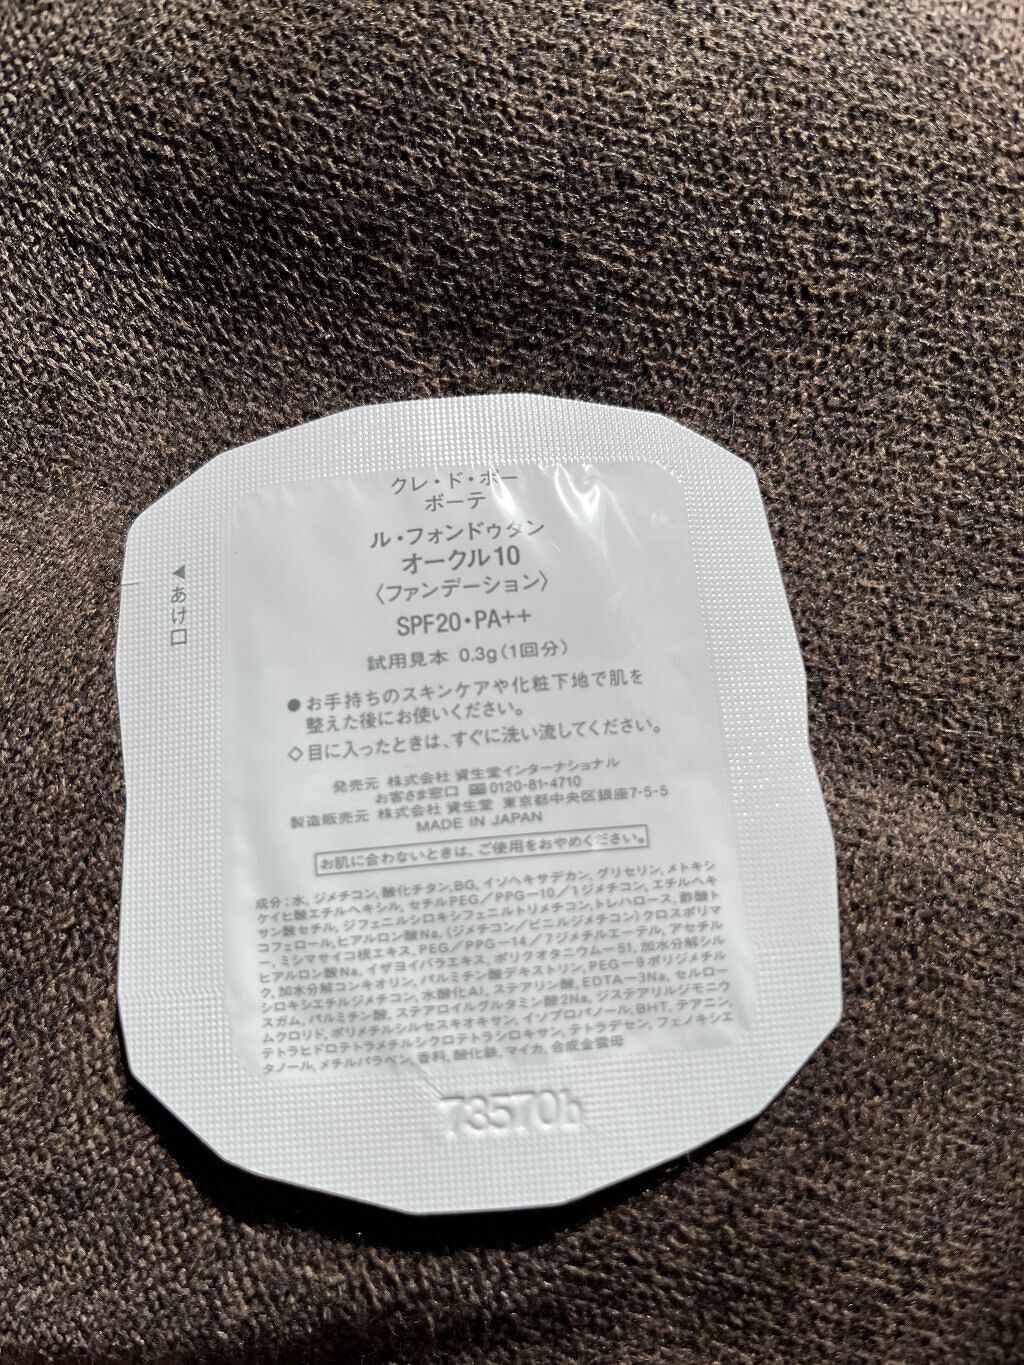 クレ・ド・ポー
ボーテ
ル・フォンドゥタン
オークル10
〈ファンデーション〉
SPF20・PA++
試用見本 0.3g(1回分)
◀あけ口
●お手持ちのスキンケアや化粧下地で肌を
整えた後にお使いください。
◇目に入ったときは、すぐに洗い流してください。
発売元 株式会社 資生堂インターナショナル
お客さま窓口 0120-81-4710
製造販売元 株式会社 資生堂 東京都中央区銀座7-5-5
MADE IN JAPAN
お肌に合わないときは、ご使用をおやめください。
成分:水, ジメチコン, 酸化チタン, BG, イソヘキサデカン, グリセリン, メトキシ
ケイヒ酸エチルヘキシル, セチルPEG/PPG-10/1ジメチコン, エチルヘキ
サン酸セチル, ジフェニルシロキシフェニルトリメチコン, トレハロース, 酢酸ト
コフェロール, ヒアルロン酸Na, (ジメチコン/ビニルジメチコン)クロスポリマ
ー, ミシマサイコ根エキス, PEG/PPG-14/7ジメチルエーテル, アセチル
ヒアルロン酸Na, イザヨイバラエキス, ポリクオタニウム-51, 加水分解シル
ク, 加水分解コンキオリン, パルミチン酸デキストリン, PEG-9ポリジメチル
シロキシエチルジメチコン, 水酸化Al, ステアリン酸, EDTA-3Na, セルロー
スガム, パルミチン酸, ステアロイルグルタミン酸2Na, ジステアリルジモニウ
ムクロリド, ポリメチルシルセスキオキサン, イソプロパノール, BHT, テアニン,
テトラヒドロテトラメチルシクロテトラシロキサン, テトラデセン, フェノキシエ
タノール, メチルパラベン, 香料, 酸化鉄, マイカ, 合成金雲母
73570b